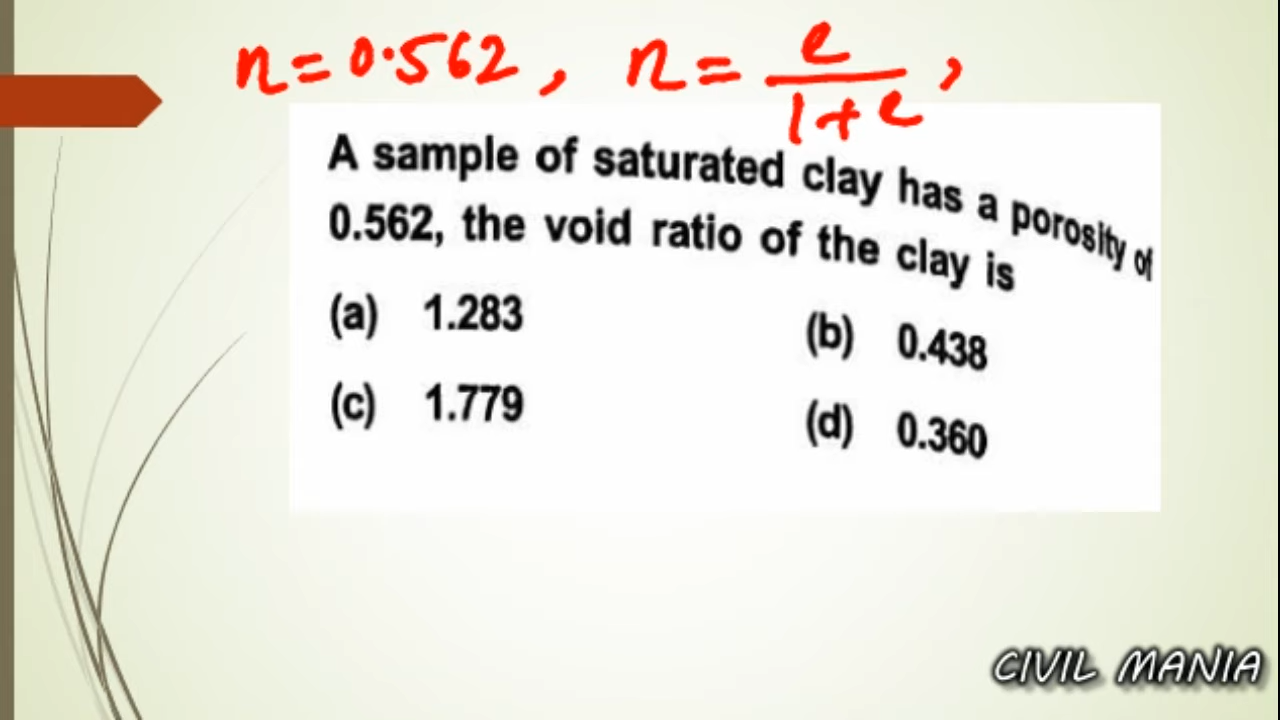 n=0.562, n= e/1+e,
A sample of saturated clay has a porosity of
0.562, the void ratio of the clay is
(a) 1.283 (b) 0.438
(c) 1.779 (d) 0.360
CIVIL MANIA